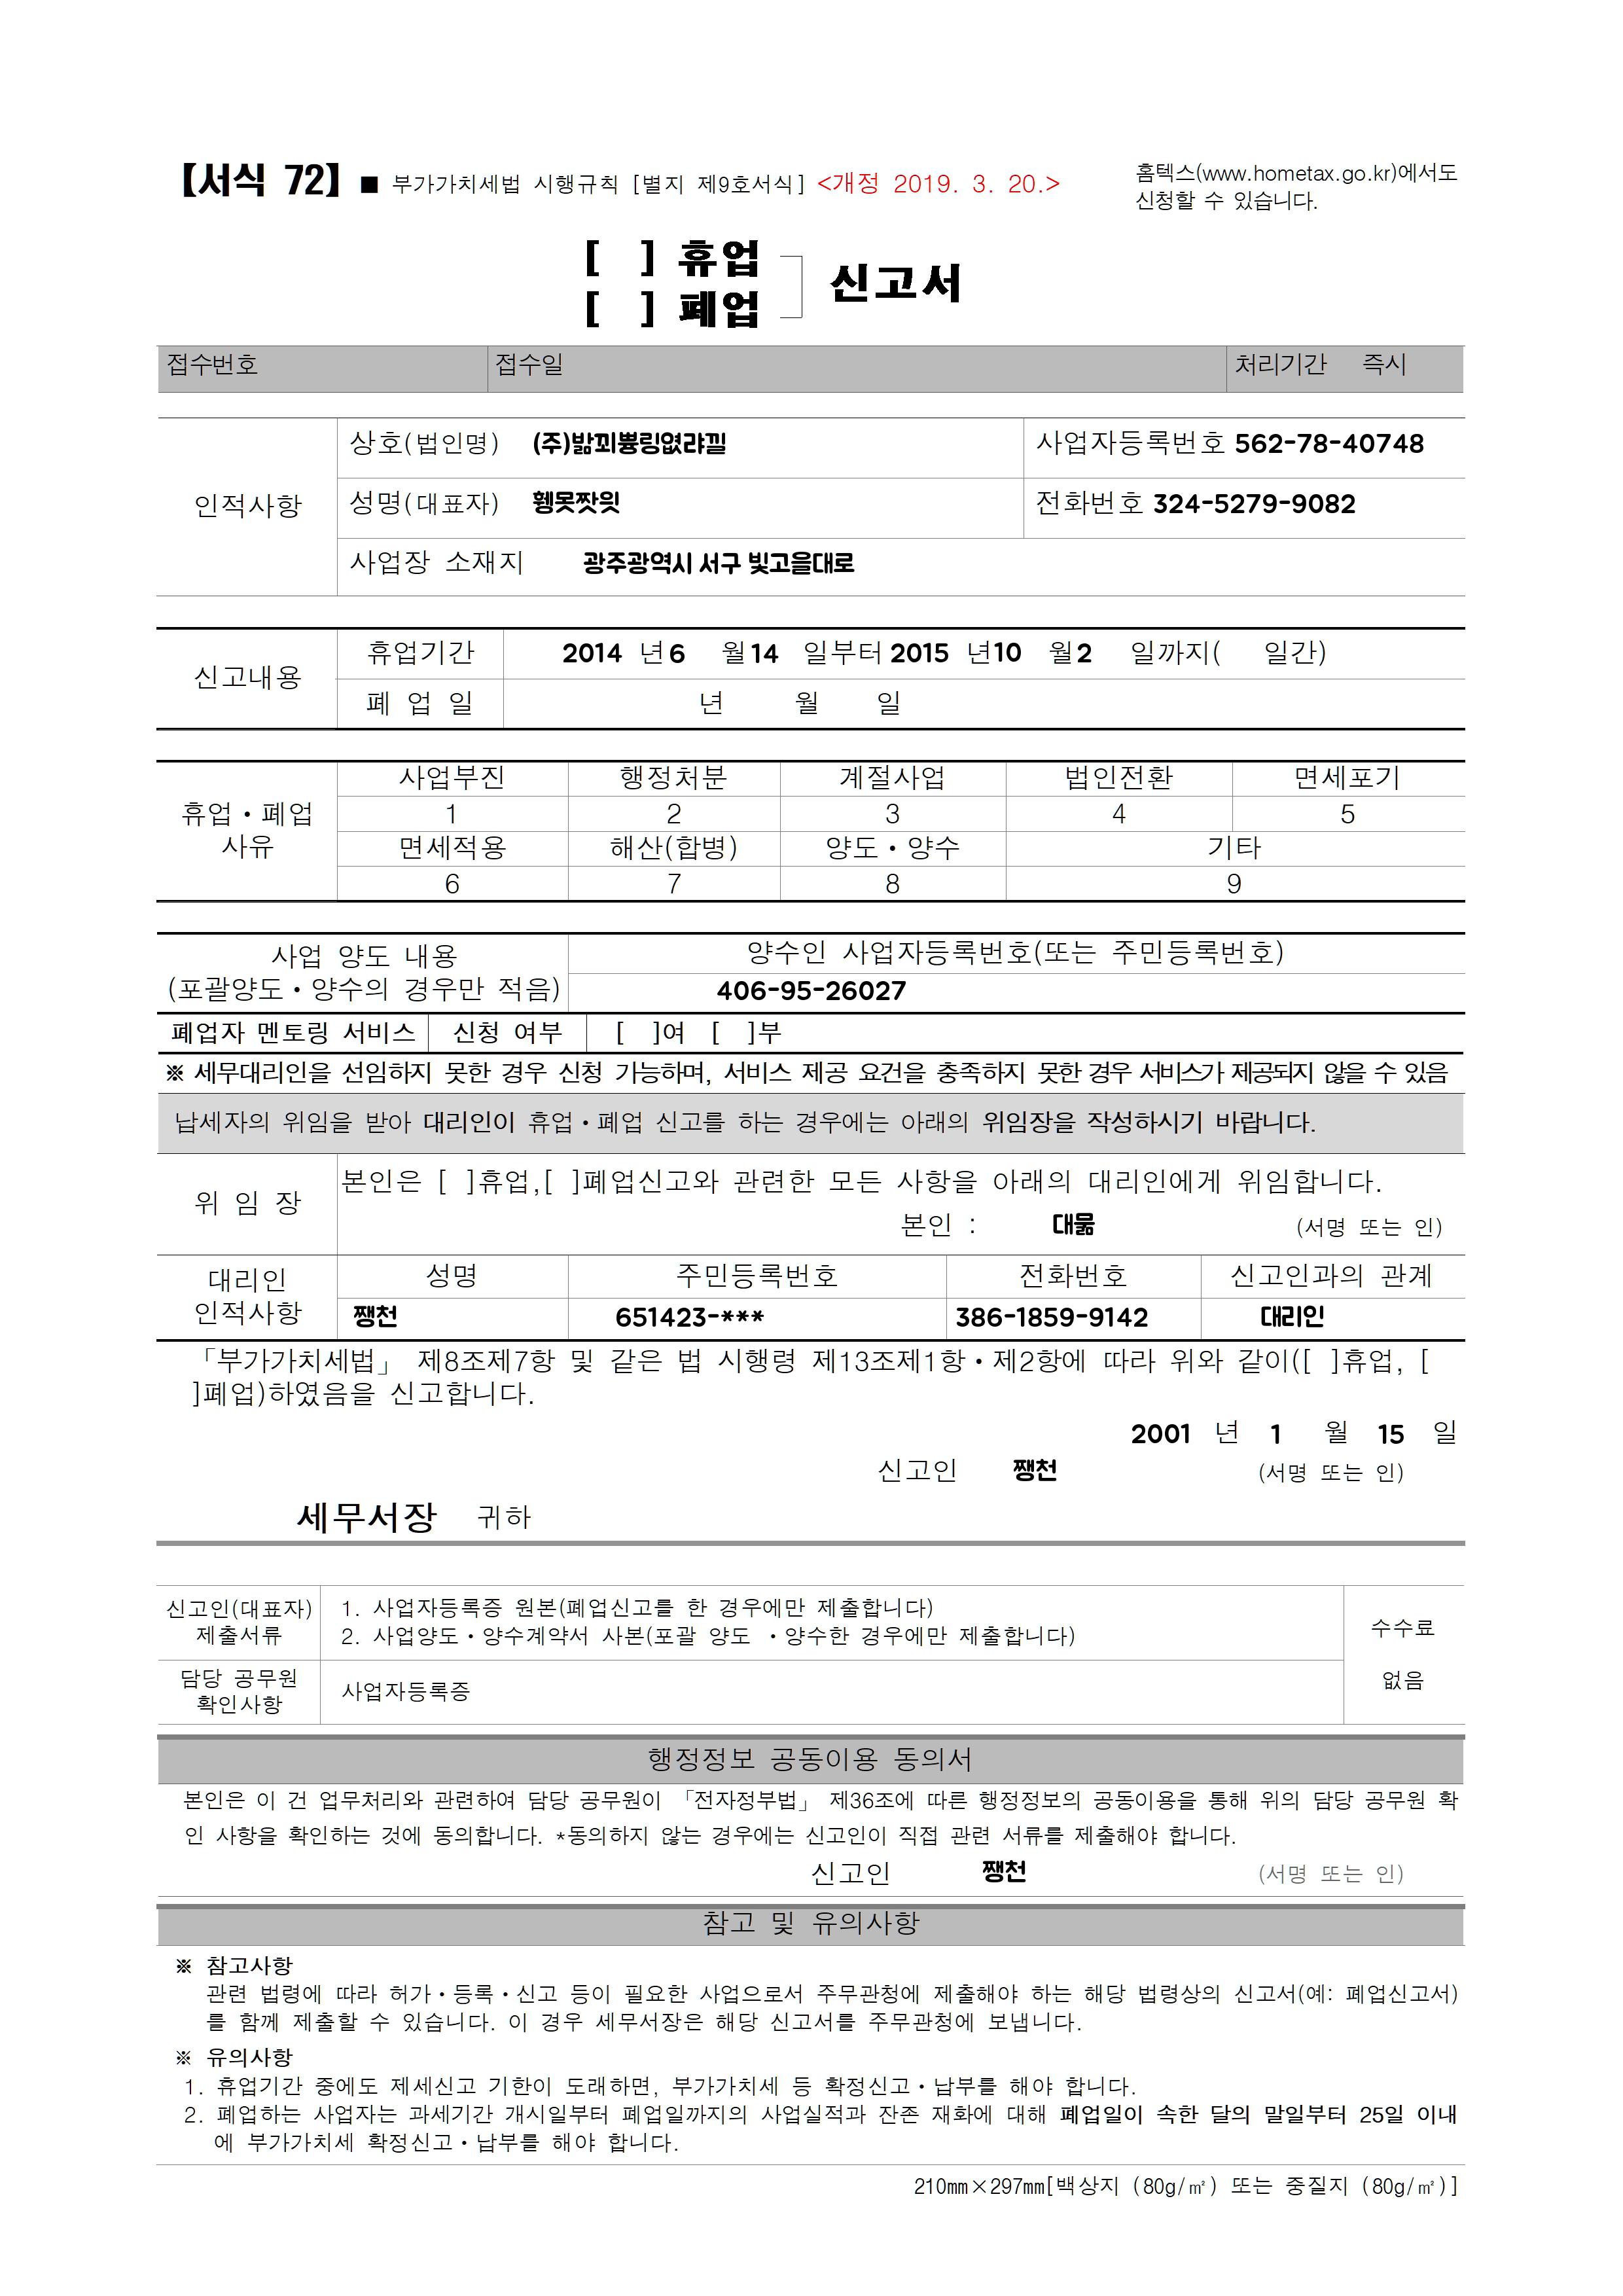 【서식 72】 ■ 부가가치세법 시행규칙 [별지 제9호서식] <개정 2019. 3. 20.>
홈텍스(www.hometax.go.kr)에서도
신청할 수 있습니다.
[ ] 휴업
[ ] 폐업
신고서
접수번호 접수일 처리기간 즉시
인적사항
상호(법인명) 사업자등록번호 562-78-40748
성명(대표자) 전화번호 324-5279-9082
사업장 소재지 광주광역시 서구 빛고을대로
신고내용
휴업기간 2014 년 6 월 14 일부터 2015 년 10 월 2 일까지( 일간)
폐 업 일 년 월 일
휴업·폐업
사유
사업부진 행정처분 계절사업 법인전환 면세포기
1 2 3 4 5
면세적용 해산(합병) 양도·양수 기타
6 7 8 9
사업 양도 내용
(포괄양도·양수의 경우만 적음)
양수인 사업자등록번호(또는 주민등록번호)
406-95-26027
폐업자 멘토링 서비스 신청 여부 [ ]여 [ ]부
※ 세무대리인을 선임하지 못한 경우 신청 가능하며, 서비스 제공 요건을 충족하지 못한 경우 서비스가 제공되지 않을 수 있음
납세자의 위임을 받아 대리인이 휴업·폐업 신고를 하는 경우에는 아래의 위임장을 작성하시기 바랍니다.
위 임 장
본인은 [ ]휴업,[ ]폐업신고와 관련한 모든 사항을 아래의 대리인에게 위임합니다.
본인 : 대묾 (서명 또는 인)
대리인
인적사항
성명 주민등록번호 전화번호 신고인과의 관계
쨍천 651423-*** 386-1859-9142 대리인
「부가가치세법」 제8조제7항 및 같은 법 시행령 제13조제1항·제2항에 따라 위와 같이([ ]휴업, [
]폐업)하였음을 신고합니다.
2001 년 1 월 15 일
신고인 쨍천 (서명 또는 인)
세무서장 귀하
신고인(대표자)
제출서류
1. 사업자등록증 원본(폐업신고를 한 경우에만 제출합니다)
2. 사업양도·양수계약서 사본(포괄 양도 ·양수한 경우에만 제출합니다)
수수료
없음
담당 공무원
확인사항
사업자등록증
행정정보 공동이용 동의서
본인은 이 건 업무처리와 관련하여 담당 공무원이 「전자정부법」 제36조에 따른 행정정보의 공동이용을 통해 위의 담당 공무원 확
인 사항을 확인하는 것에 동의합니다. *동의하지 않는 경우에는 신고인이 직접 관련 서류를 제출해야 합니다.
신고인 쨍천 (서명 또는 인)
참고 및 유의사항
※ 참고사항
관련 법령에 따라 허가·등록·신고 등이 필요한 사업으로서 주무관청에 제출해야 하는 해당 법령상의 신고서(예: 폐업신고서)
를 함께 제출할 수 있습니다. 이 경우 세무서장은 해당 신고서를 주무관청에 보냅니다.
※ 유의사항
1. 휴업기간 중에도 제세신고 기한이 도래하면, 부가가치세 등 확정신고·납부를 해야 합니다.
2. 폐업하는 사업자는 과세기간 개시일부터 폐업일까지의 사업실적과 잔존 재화에 대해 폐업일이 속한 달의 말일부터 25일 이내
에 부가가치세 확정신고·납부를 해야 합니다.
210㎜×297㎜[백상지 (80g/㎡) 또는 중질지 (80g/㎡)]